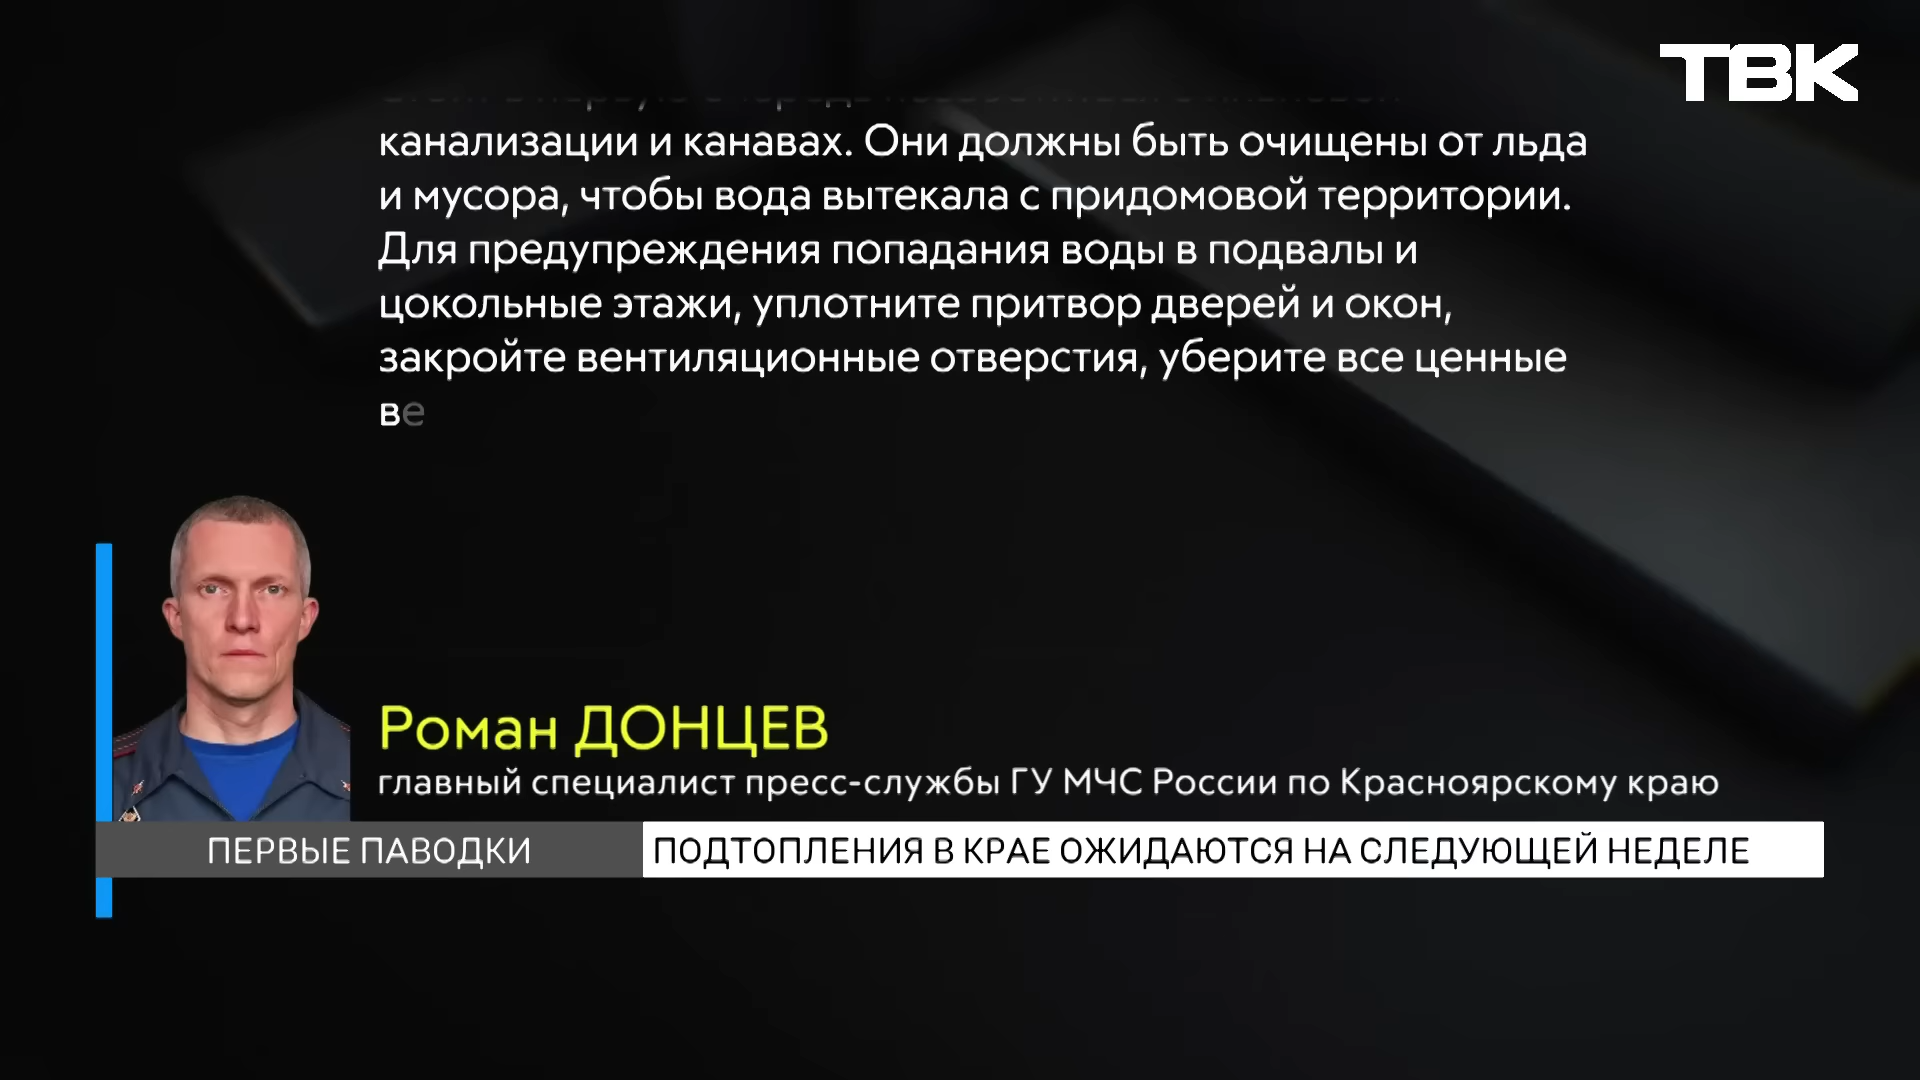 ТВК
канализации и канавах. Они должны быть очищены от льда
и мусора, чтобы вода вытекала с придомовой территории.
Для предупреждения попадания воды в подвалы и
цокольные этажи, уплотните притвор дверей и окон,
закройте вентиляционные отверстия, уберите все ценные
ве
Роман ДОНЦЕВ
главный специалист пресс-службы ГУ МЧС России по Красноярскому краю
ПЕРВЫЕ ПАВОДКИ
ПОДТОПЛЕНИЯ В КРАЕ ОЖИДАЮТСЯ НА СЛЕДУЮЩЕЙ НЕДЕЛЕ